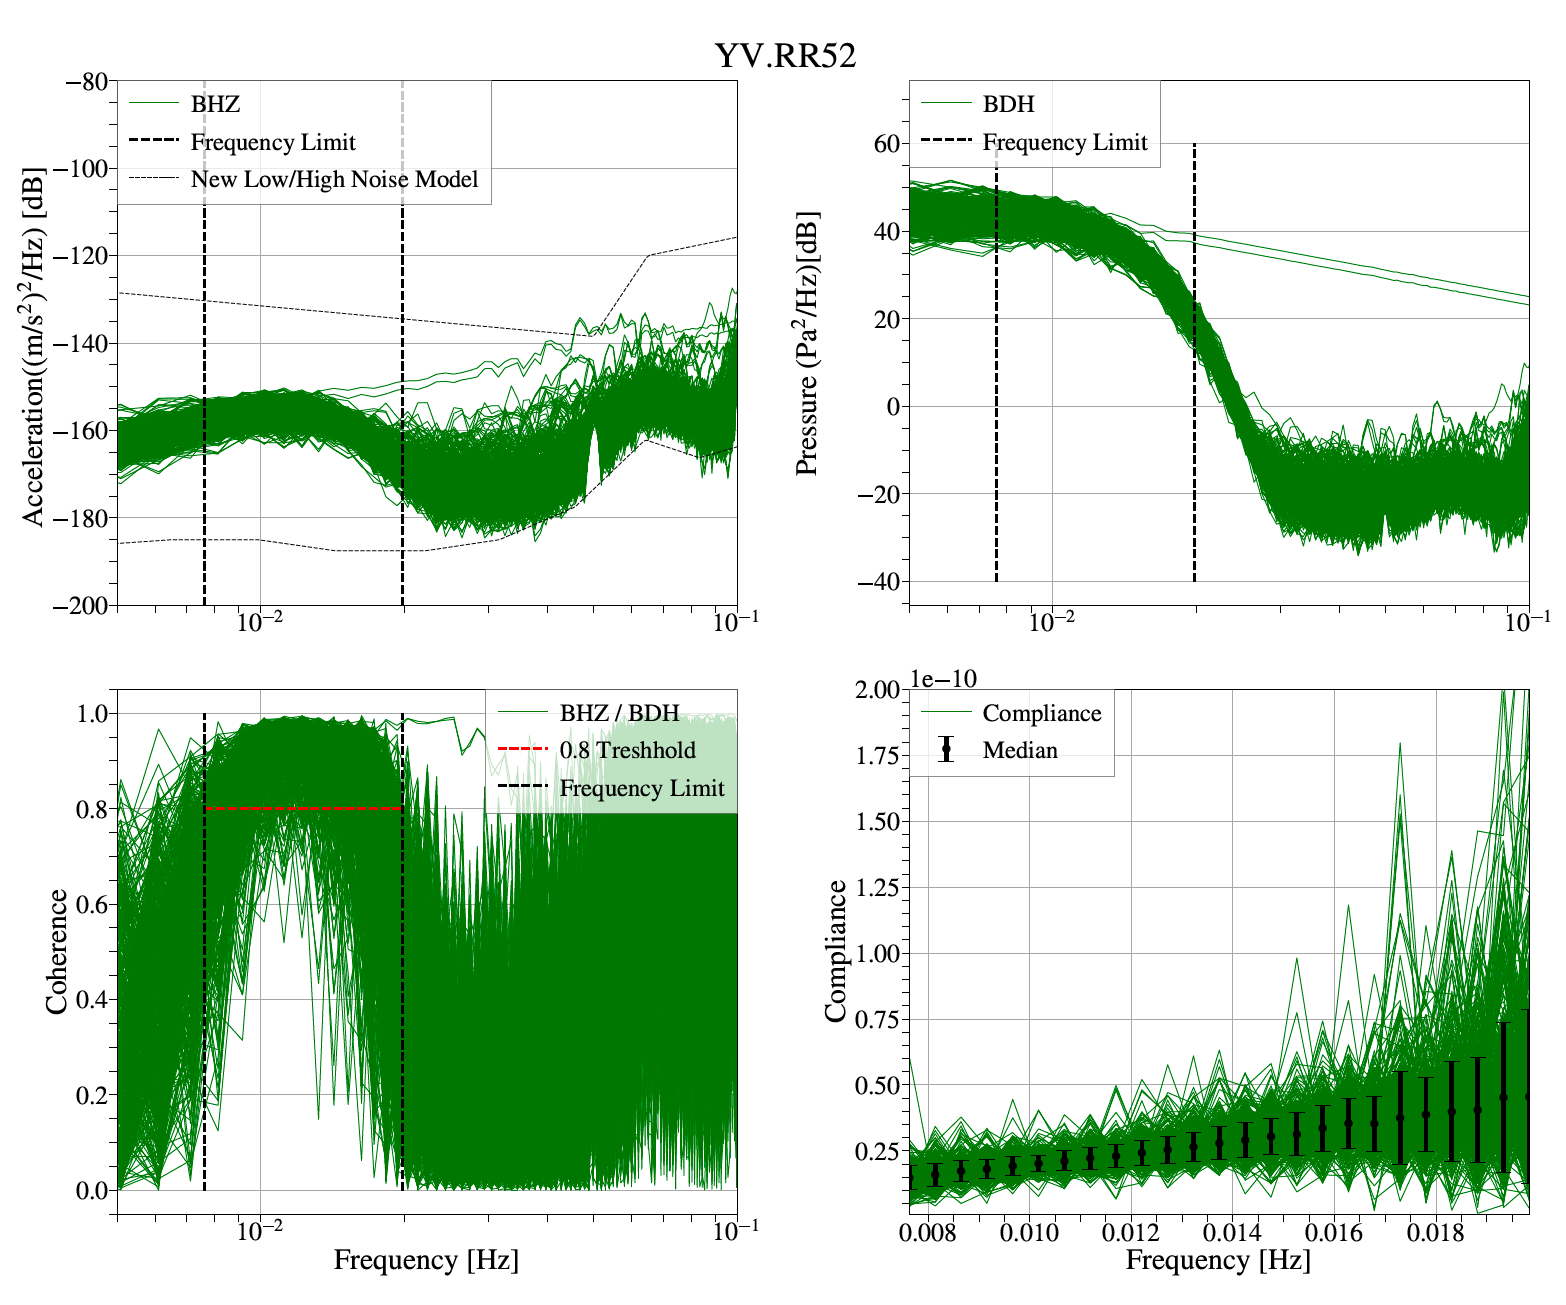 YV.RR52
BHZ
Frequency Limit
New Low/High Noise Model
Acceleration((m/s²)²/Hz) [dB]
−80
−100
−120
−140
−160
−180
−200
10⁻²
10⁻¹
BDH
Frequency Limit
Pressure (Pa²/Hz)[dB]
60
40
20
0
−20
−40
10⁻²
10⁻¹
BHZ / BDH
0.8 Treshhold
Frequency Limit
Coherence
1.0
0.8
0.6
0.4
0.2
0.0
10⁻²
10⁻¹
Frequency [Hz]
1e−10
Compliance
Median
Compliance
2.00
1.75
1.50
1.25
1.00
0.75
0.50
0.25
0.008
0.010
0.012
0.014
0.016
0.018
Frequency [Hz]